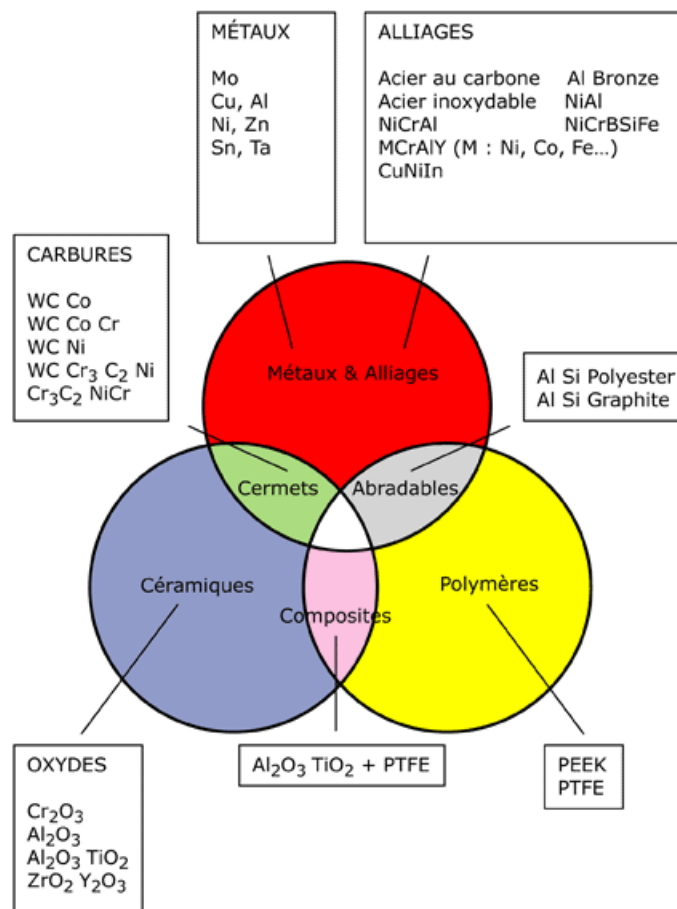 MÉTAUX
Mo
Cu, Al
Ni, Zn
Sn, Ta
ALLIAGES
Acier au carbone Al Bronze
Acier inoxydable NiAl
NiCrAl NiCrBSiFe
MCrAlY (M : Ni, Co, Fe...)
CuNiIn
CARBURES
WC Co
WC Co Cr
WC Ni
WC Cr₃ C₂ Ni
Cr₃C₂ NiCr
Métaux & Alliages
Al Si Polyester
Al Si Graphite
Cermets
Abradables
Céramiques
Polymères
Composites
OXYDES
Cr₂O₃
Al₂O₃
Al₂O₃ TiO₂
ZrO₂ Y₂O₃
Al₂O₃ TiO₂ + PTFE
PEEK
PTFE